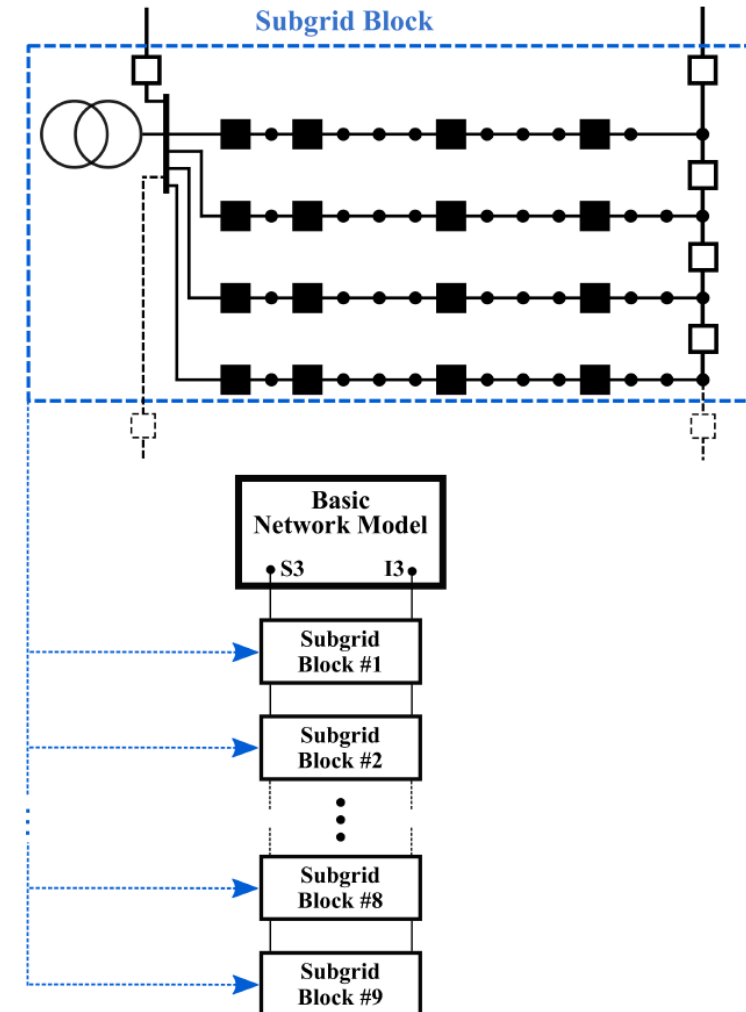 Subgrid Block
Basic
Network Model
S3 I3
Subgrid
Block #1
Subgrid
Block #2
Subgrid
Block #8
Subgrid
Block #9